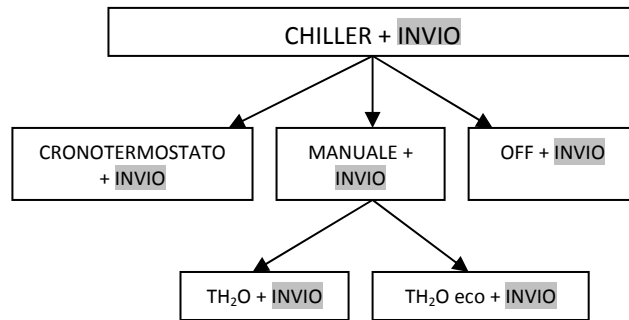 CHILLER + INVIO
CRONOTERMOSTATO
+ INVIO
MANUALE +
INVIO
OFF + INVIO
TH₂O + INVIO
TH₂O eco + INVIO